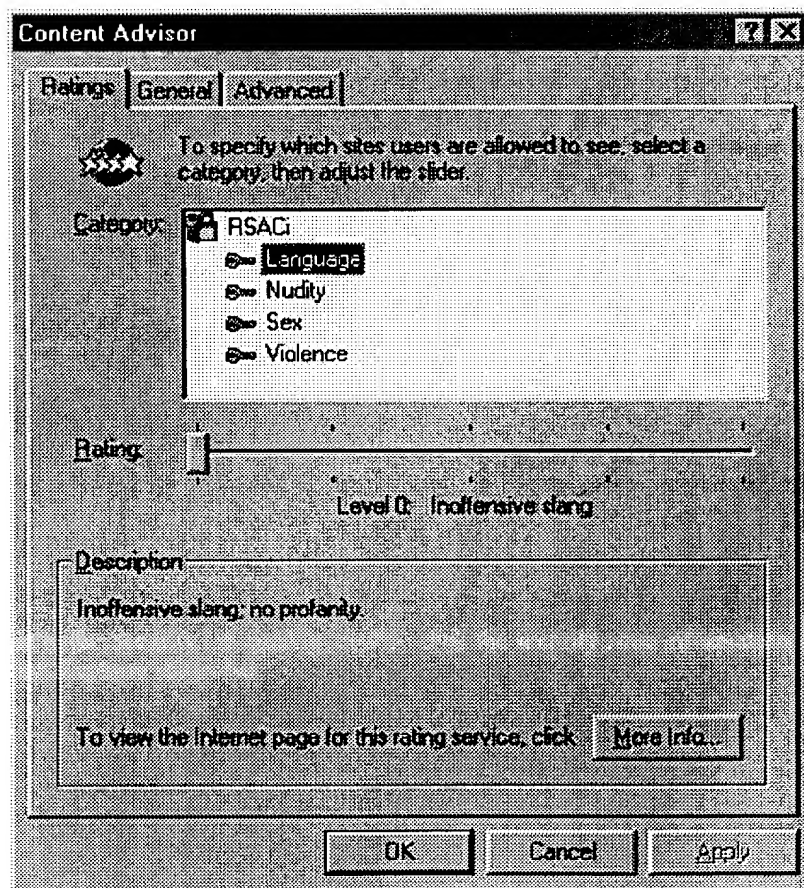 Content Advisor
Ratings General Advanced
To specify which sites users are allowed to see, select a
category, then adjust the slider.
Category:
RSACi
Language
Nudity
Sex
Violence
Rating:
Level 0: Inoffensive slang
Description
Inoffensive slang; no profanity.
To view the Internet page for this rating service, click More Info...
OK Cancel Apply